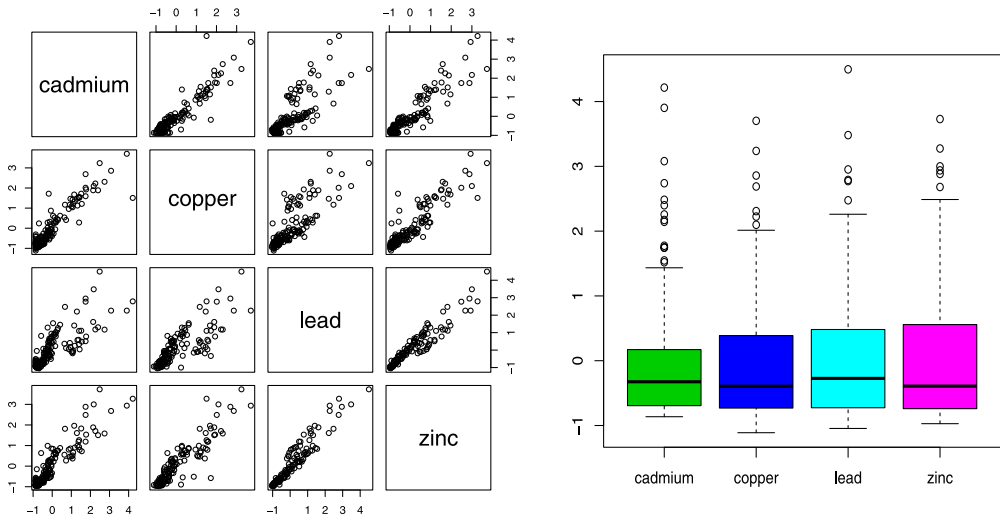 −1 0 1 2 3
−1 0 1 2 3
cadmium
−1 0 1 2 3 4
−1 0 1 2 3
copper
lead
−1 0 1 2 3 4
−1 0 1 2 3
zinc
−1 0 1 2 3 4
−1 0 1 2 3 4
4
3
2
1
0
−1
cadmium copper lead zinc